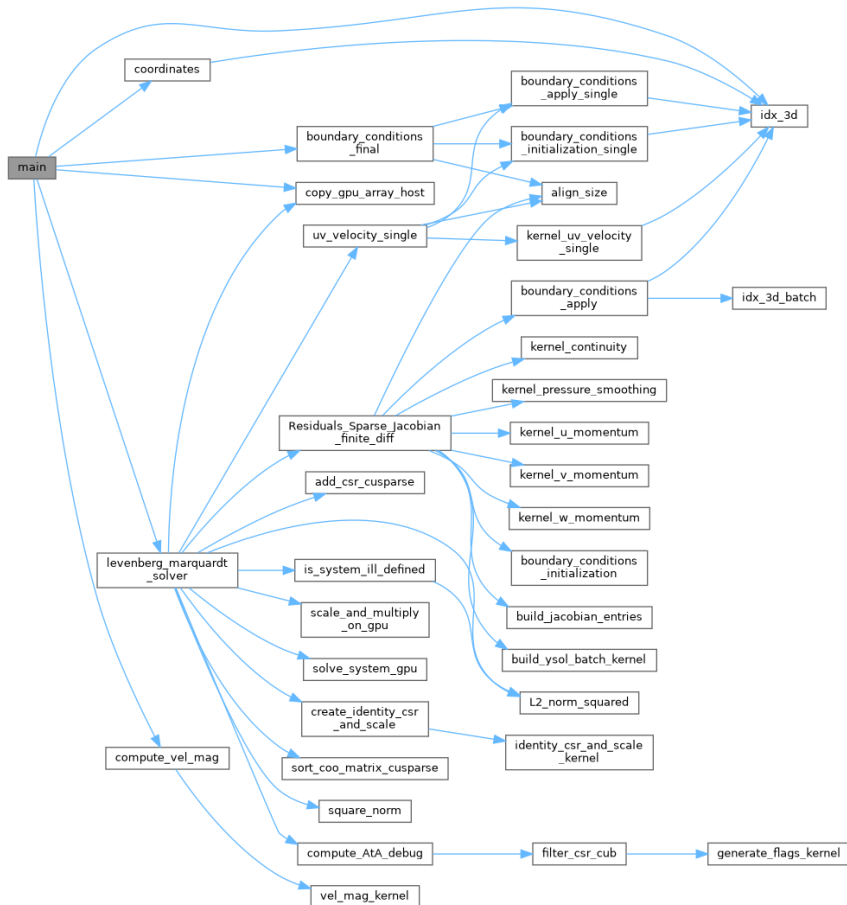 main
coordinates
boundary_conditions
_final
copy_gpu_array_host
uv_velocity_single
boundary_conditions
_apply_single
boundary_conditions
_initialization_single
align_size
kernel_uv_velocity
_single
idx_3d
boundary_conditions
_apply
idx_3d_batch
kernel_continuity
kernel_pressure_smoothing
Residuals_Sparse_Jacobian
_finite_diff
kernel_u_momentum
kernel_v_momentum
kernel_w_momentum
add_csr_cusparse
boundary_conditions
_initialization
levenberg_marquardt
_solver
is_system_ill_defined
build_jacobian_entries
scale_and_multiply
_on_gpu
build_ysol_batch_kernel
solve_system_gpu
L2_norm_squared
create_identity_csr
_and_scale
identity_csr_and_scale
_kernel
compute_vel_mag
sort_coo_matrix_cusparse
square_norm
compute_AtA_debug
filter_csr_cub
generate_flags_kernel
vel_mag_kernel